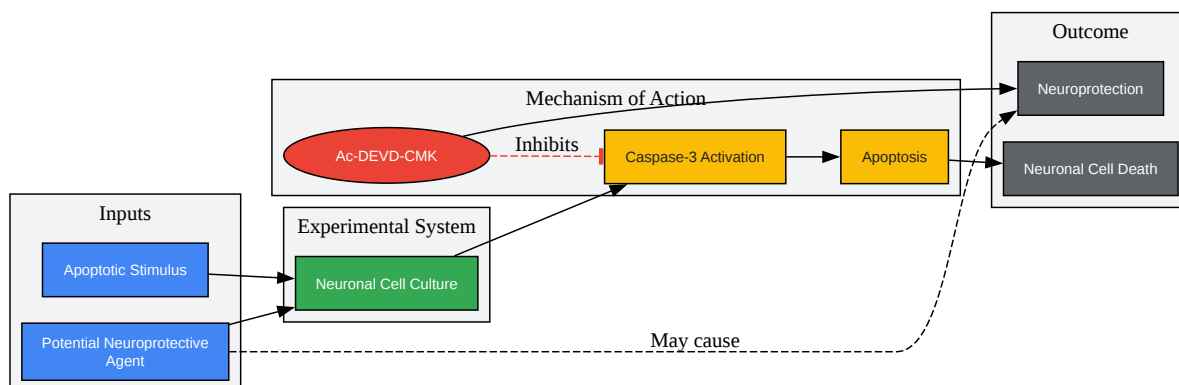 Outcome
Neuroprotection
Neuronal Cell Death
Mechanism of Action
Ac-DEVD-CMK
Inhibits
Caspase-3 Activation
Apoptosis
Inputs
Apoptotic Stimulus
Potential Neuroprotective
Agent
Experimental System
Neuronal Cell Culture
May cause